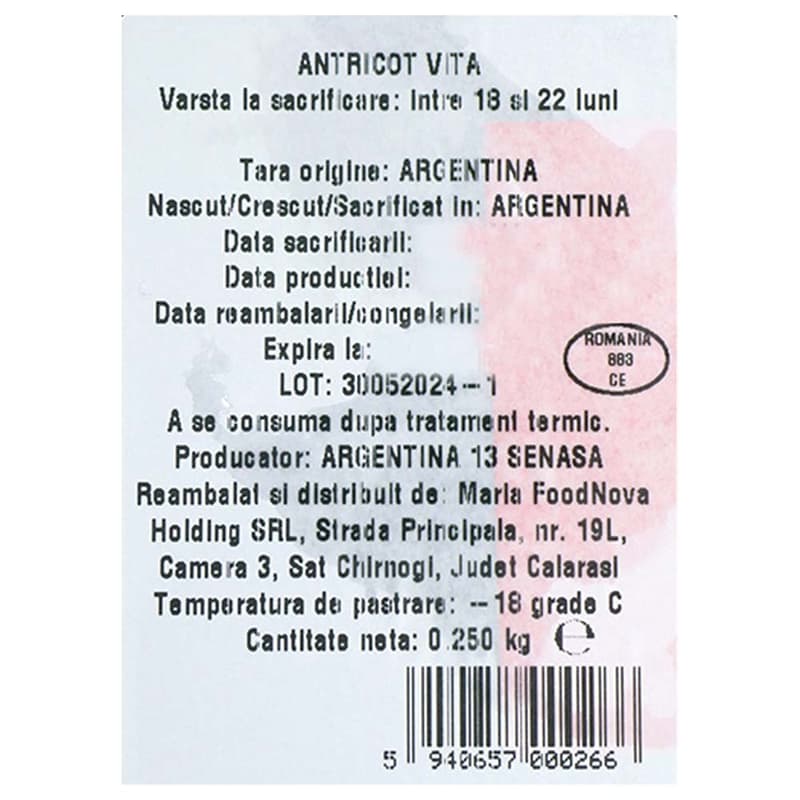 ANTRICOT VITA
Varsta la sacrificare: intre 18 si 22 luni
Tara origine: ARGENTINA
Nascut/Crescut/Sacrificat in: ARGENTINA
Data sacrificarii:
Data productiei:
Data reambalarii/congelarii:
Expira la:
ROMANIA
883
CE
LOT: 30052024-1
A se consuma dupa tratament termic.
Producator: ARGENTINA 13 SENASA
Reambalat si distribuit de: Maria FoodNova
Holding SRL, Strada Principala, nr. 19L,
Camera 3, Sat Chirnogi, Judet Calarasi
Temperatura de pastrare: -18 grade C
Cantitate neta: 0.250 kg ℮
5 940657 000266